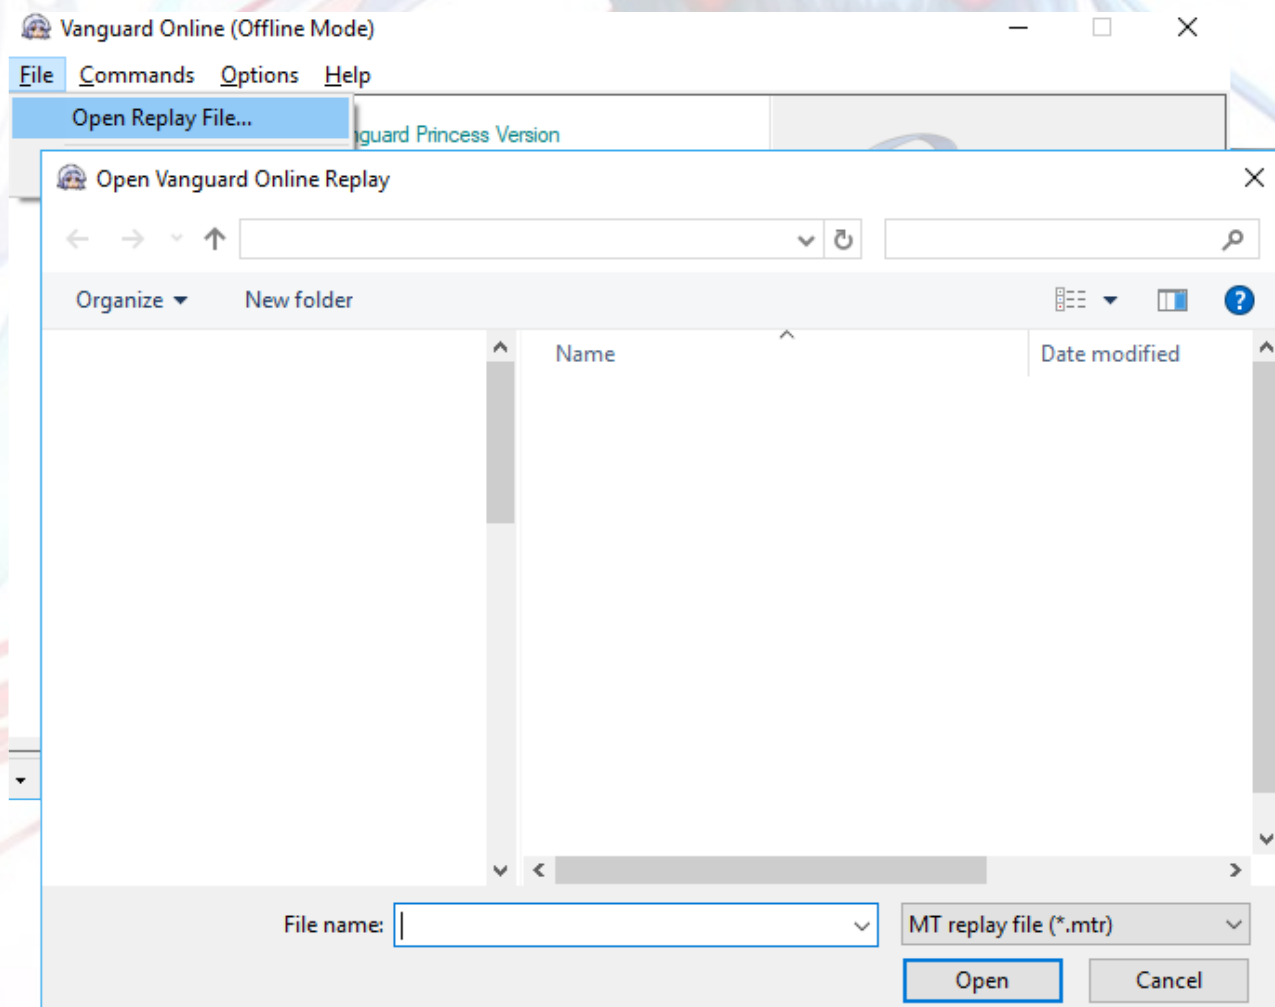 Vanguard Online (Offline Mode)
File Commands Options Help
Open Replay File...
nguard Princess Version
Open Vanguard Online Replay
Organize New folder
?
Name Date modified
File name: MT replay file (*.mtr)
Open Cancel